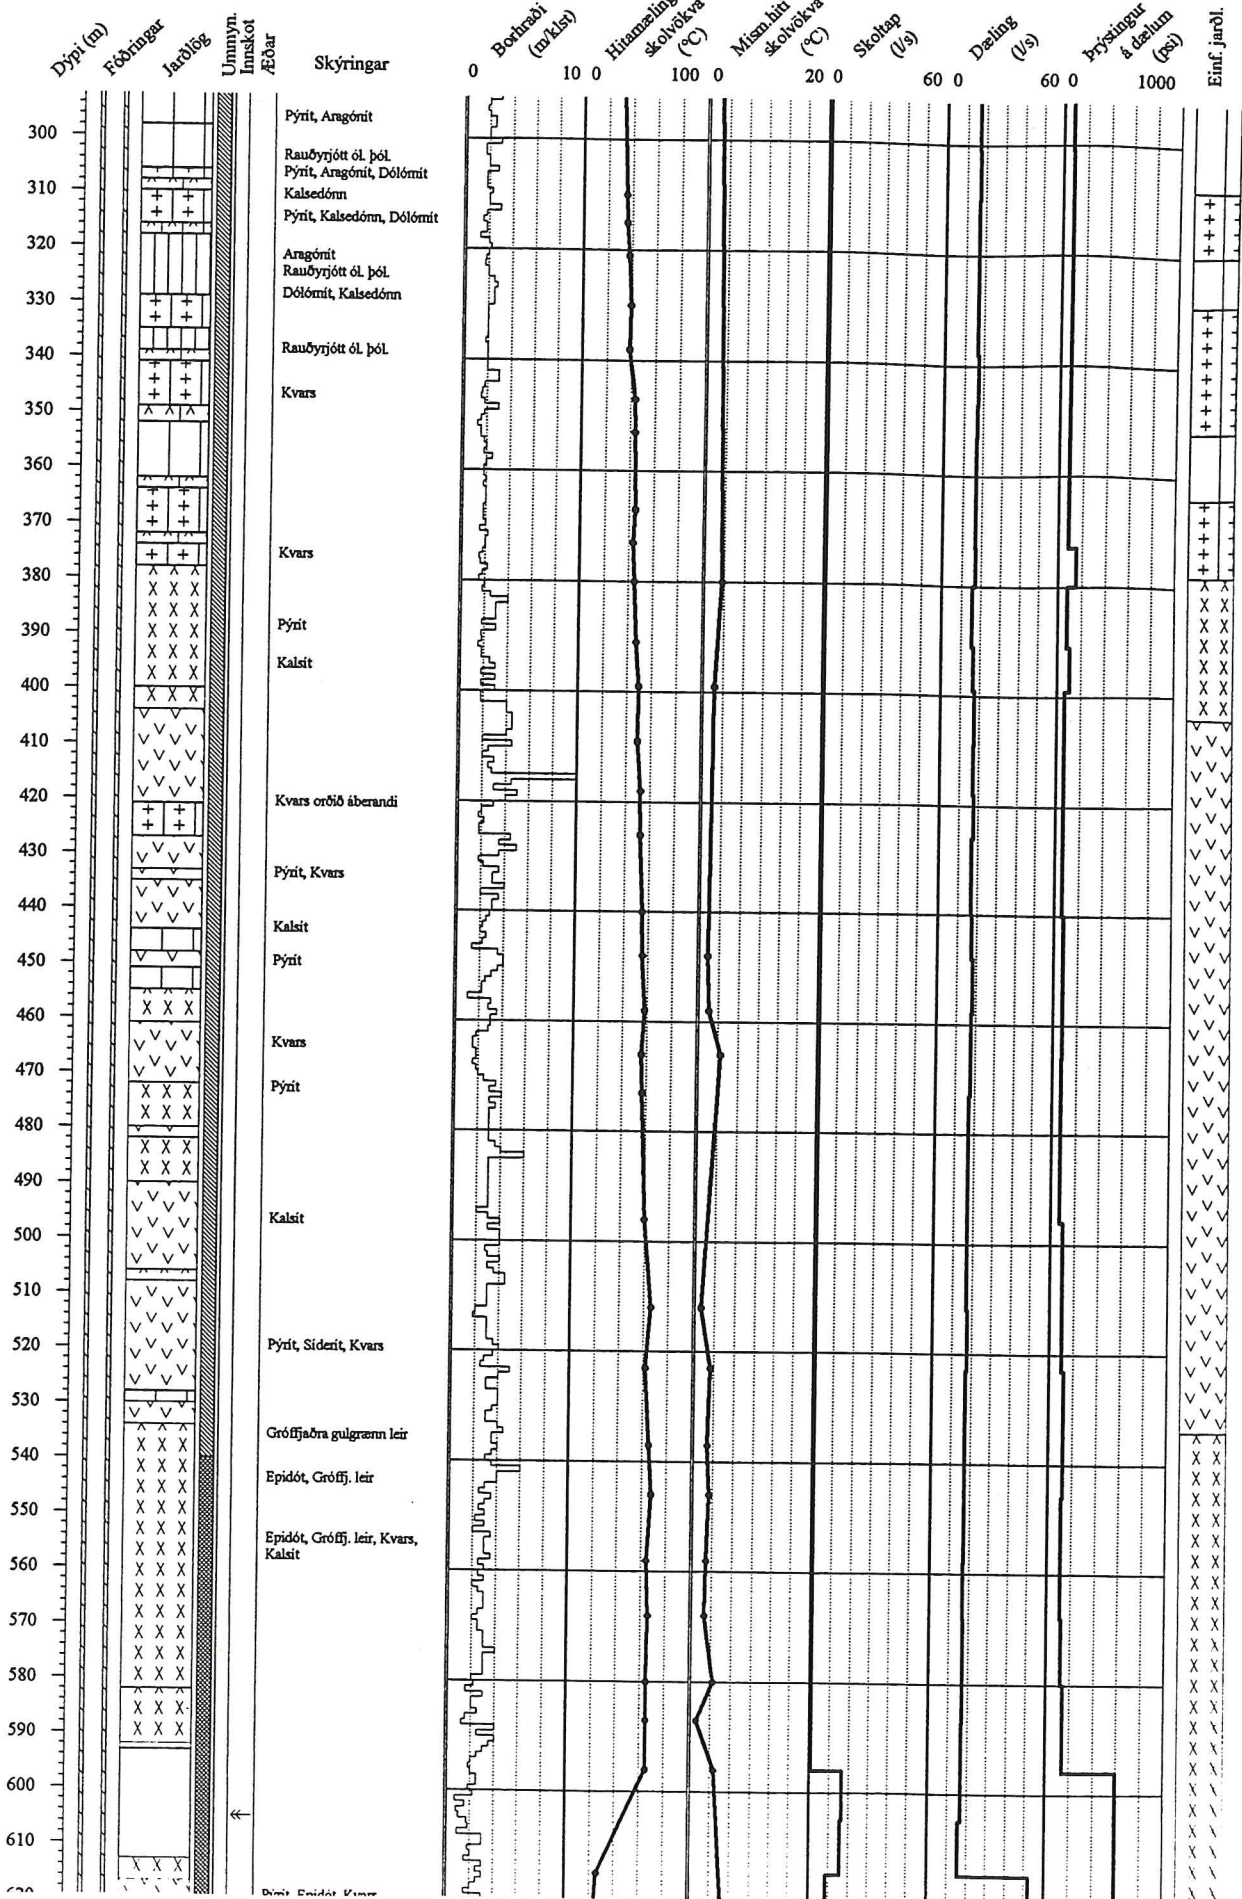 Dýpi (m)
Fóðringar
Jarðlög
Ummyn.
Innskot
Æðar
Skýringar
Borhraði
(m/klst)
Hitamæling
skolvökva
(°C)
Mism.hiti
skolvökva
(°C)
Skoltap
(l/s)
Dæling
(l/s)
Þrýstingur
á dælum
(psi)
Einf. jarðl.
0 10 0 100 0 20 0 60 0 60 0 1000
Pýrít, Aragónít
300
Rauðyrjótt ól. þól.
Pýrít, Aragónít, Dólómít
310 Kalsedónn
Pýrít, Kalsedónn, Dólómít
320
Aragónít
Rauðyrjótt ól. þól.
330 Dólómít, Kalsedónn
340 Rauðyrjótt ól. þól.
Kvars
350
360
370
Kvars
380
390 Pýrít
Kalsít
400
410
420 Kvars orðið áberandi
430
Pýrít, Kvars
440
Kalsít
450 Pýrít
460
Kvars
470
Pýrít
480
490
Kalsít
500
510
520 Pýrít, Síderít, Kvars
530
Gróffjaðra gulgrænn leir
540
Epidót, Gróffj. leir
550
Epidót, Gróffj. leir, Kvars,
560 Kalsít
570
580
590
600
610
Pýrít, Epidót, Kvars